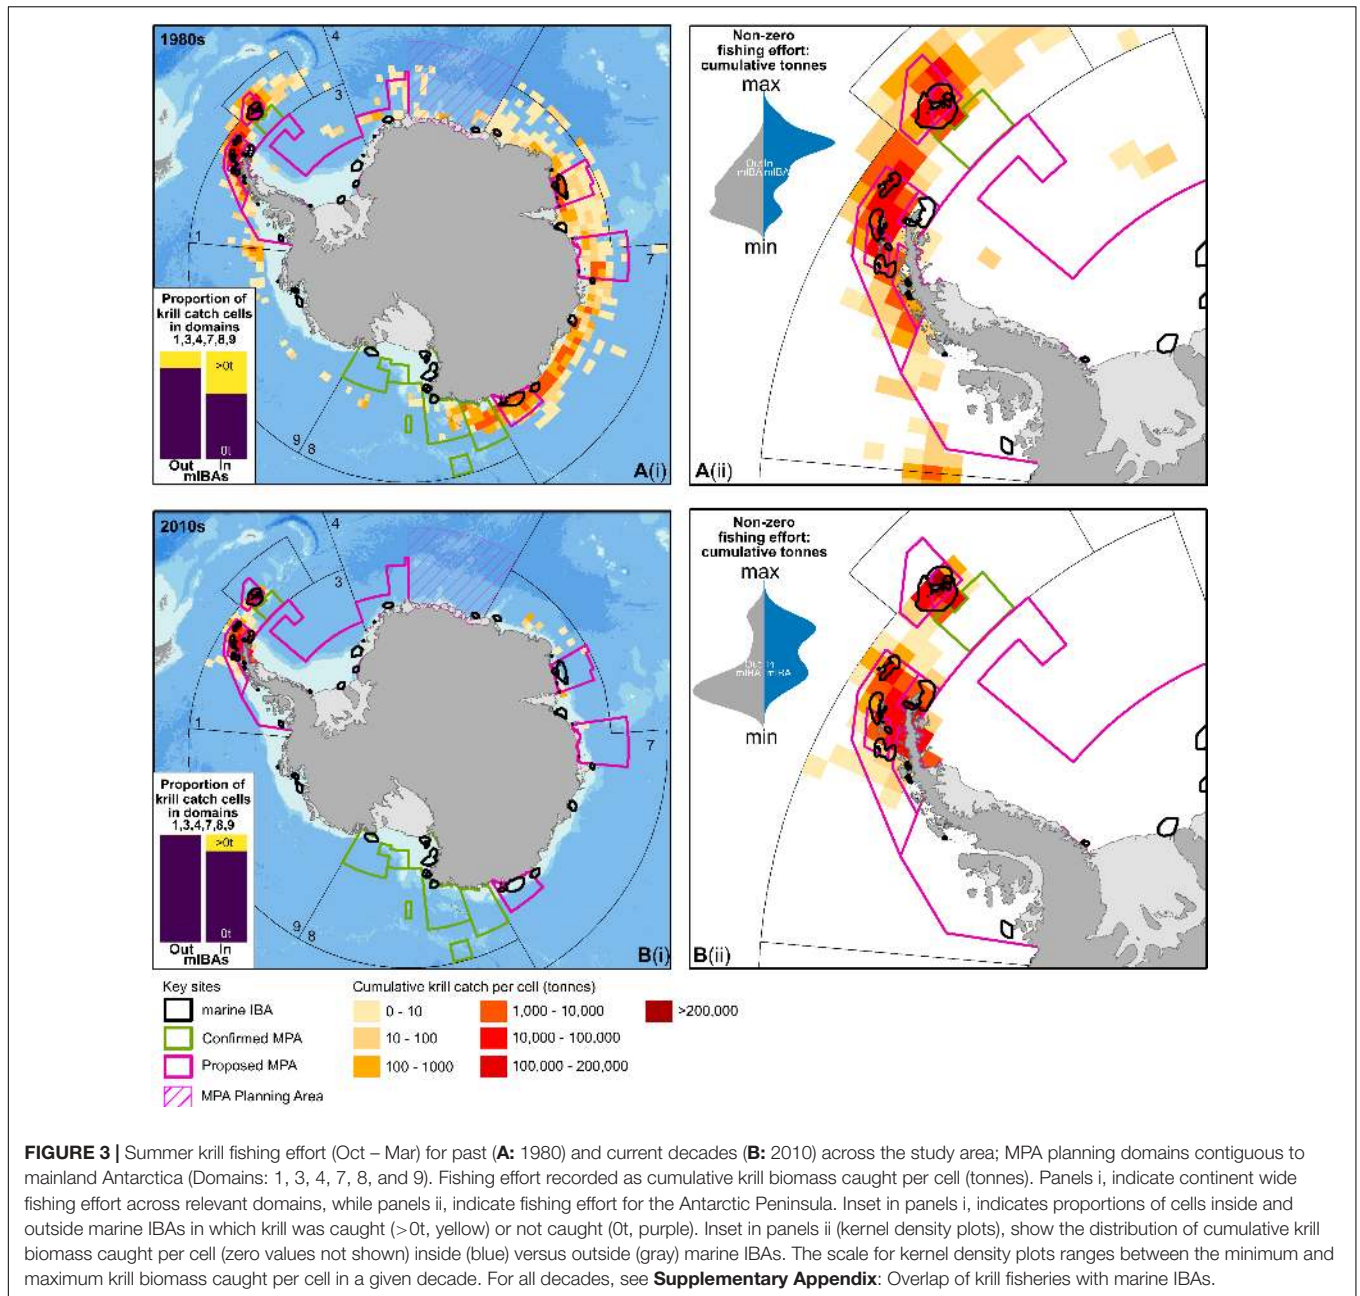 1980s
4
3
1
7
9
8
Proportion of
krill catch cells
in domains
1,3,4,7,8,9
>0t
0t
Out In
mIBAs
A(i)
Non-zero
fishing effort:
cumulative tonnes
max
Out In
mIBA mIBA
min
A(ii)
2010s
4
3
1
7
9
8
Proportion of
krill catch cells
in domains
1,3,4,7,8,9
>0t
0t
Out In
mIBAs
B(i)
Non-zero
fishing effort:
cumulative tonnes
max
Out In
mIBA mIBA
min
B(ii)
Key sites
marine IBA
Confirmed MPA
Proposed MPA
MPA Planning Area
Cumulative krill catch per cell (tonnes)
0 - 10
10 - 100
100 - 1000
1,000 - 10,000
10,000 - 100.000
100.000 - 200,000
>200.000
FIGURE 3 | Summer krill fishing effort (Oct – Mar) for past (A: 1980) and current decades (B: 2010) across the study area; MPA planning domains contiguous to
mainland Antarctica (Domains: 1, 3, 4, 7, 8, and 9). Fishing effort recorded as cumulative krill biomass caught per cell (tonnes). Panels i, indicate continent wide
fishing effort across relevant domains, while panels ii, indicate fishing effort for the Antarctic Peninsula. Inset in panels i, indicates proportions of cells inside and
outside marine IBAs in which krill was caught (>0t, yellow) or not caught (0t, purple). Inset in panels ii (kernel density plots), show the distribution of cumulative krill
biomass caught per cell (zero values not shown) inside (blue) versus outside (gray) marine IBAs. The scale for kernel density plots ranges between the minimum and
maximum krill biomass caught per cell in a given decade. For all decades, see Supplementary Appendix: Overlap of krill fisheries with marine IBAs.